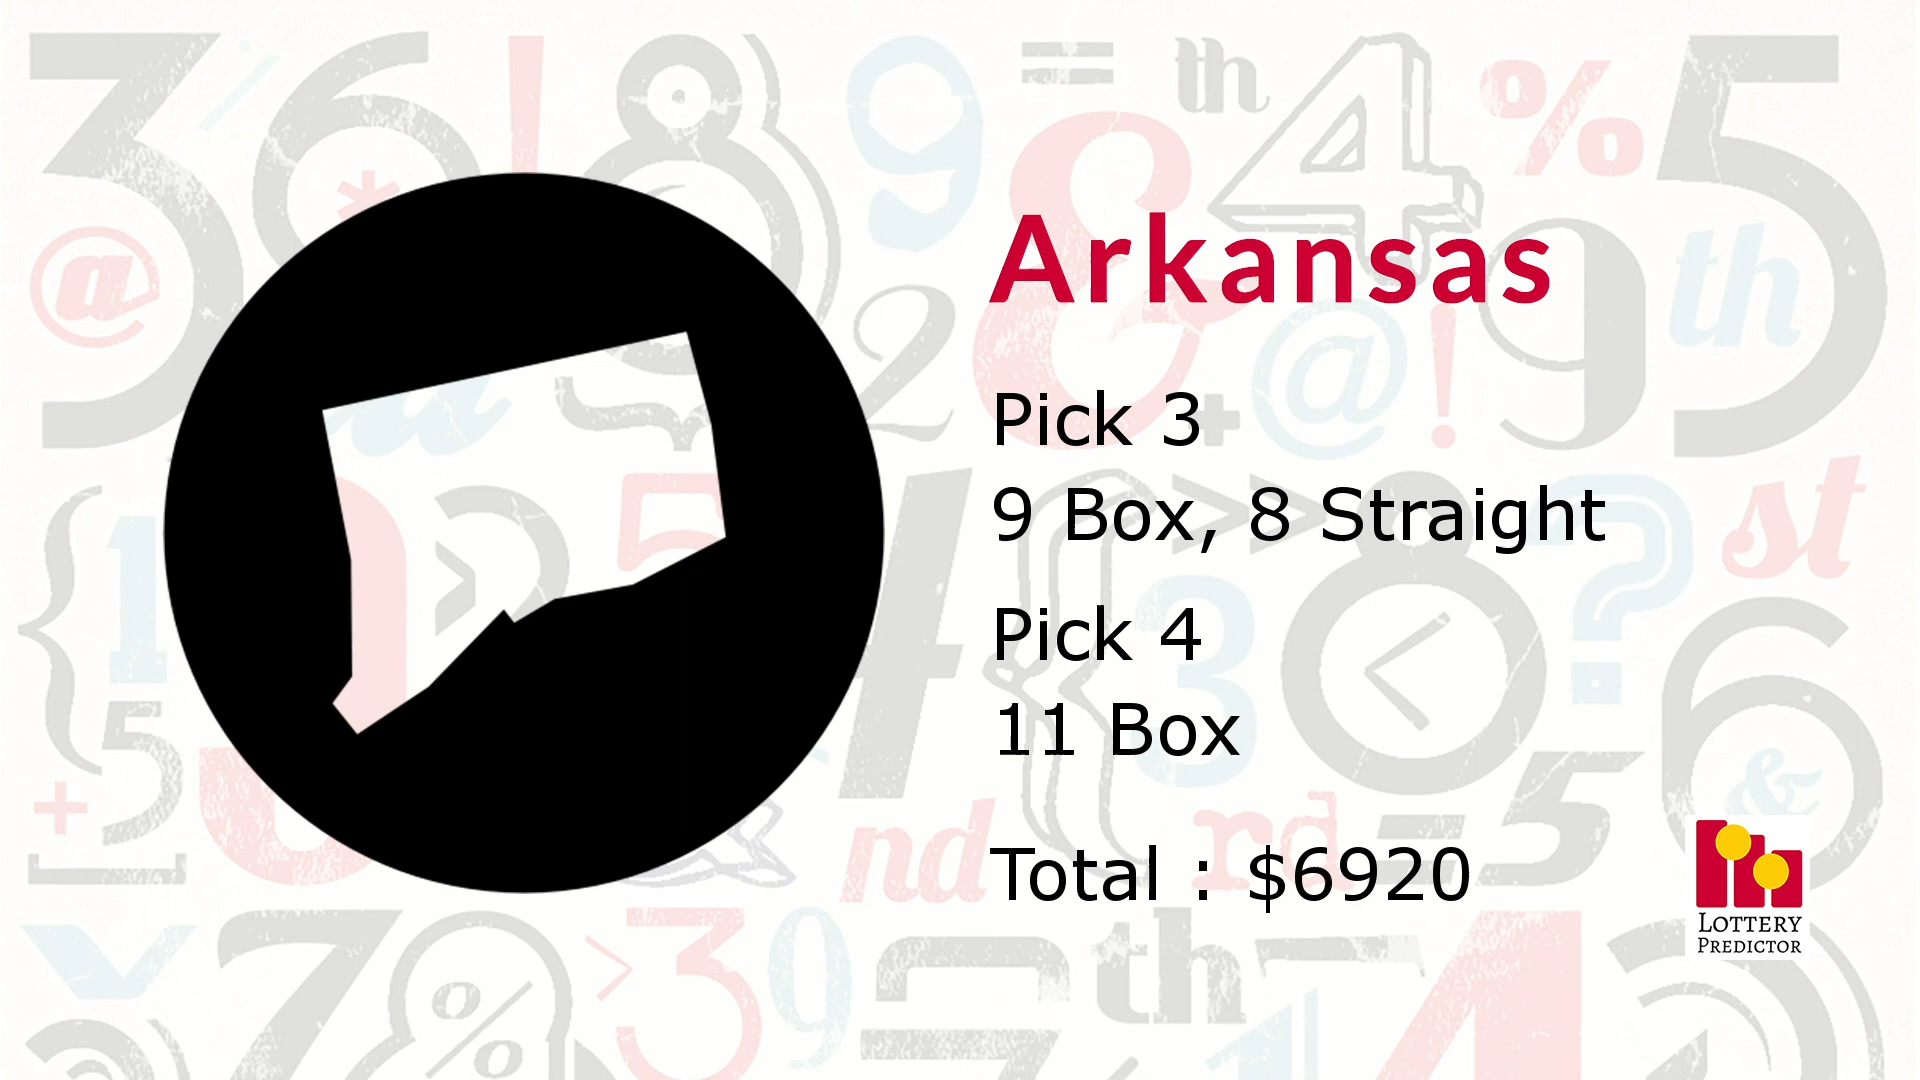 Arkansas
Pick 3
9 Box, 8 Straight
Pick 4
11 Box
Total : $6920
LOTTERY
PREDICTOR